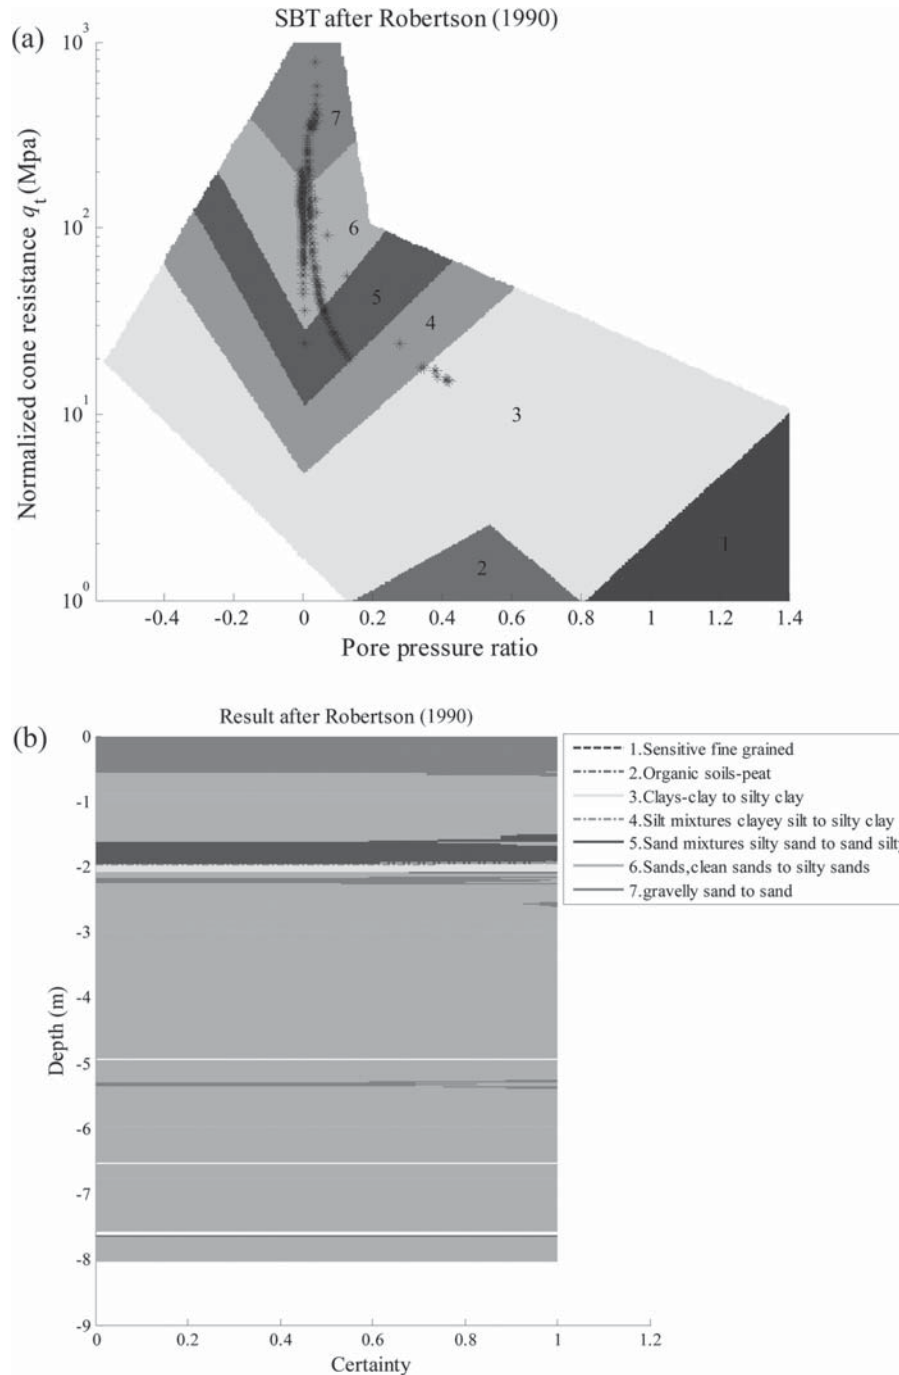 SBT after Robertson (1990)
(a)
10³
7
Normalized cone resistance qₜ (Mpa)
10²
6
5
4
10¹
3
1
2
10⁰
-0.4 -0.2 0 0.2 0.4 0.6 0.8 1 1.2 1.4
Pore pressure ratio
Result after Robertson (1990)
(b)
0
-1
-2
-3
-4
-5
-6
-7
-8
-9
Depth (m)
1.Sensitive fine grained
2.Organic soils-peat
3.Clays-clay to silty clay
4.Silt mixtures clayey silt to silty clay
5.Sand mixtures silty sand to sand silty
6.Sands,clean sands to silty sands
7.gravelly sand to sand
0 0.2 0.4 0.6 0.8 1 1.2
Certainty